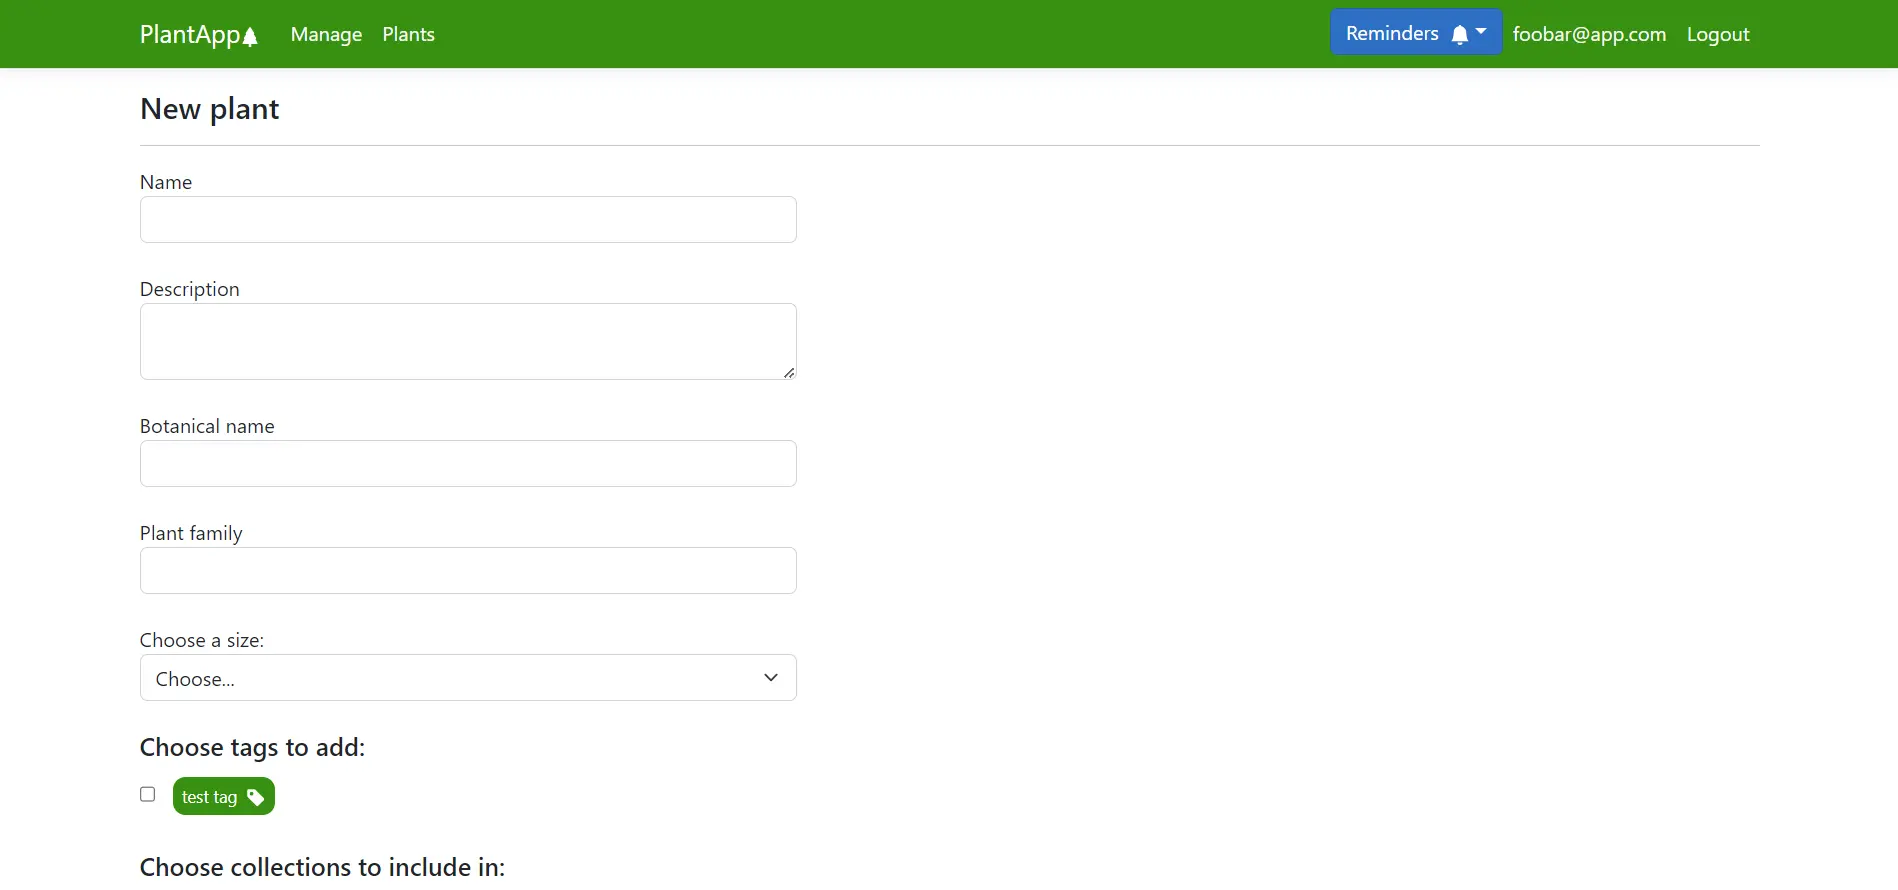 PlantApp Manage Plants Reminders foobar@app.com Logout
New plant
Name
Description
Botanical name
Plant family
Choose a size:
Choose...
Choose tags to add:
test tag
Choose collections to include in: